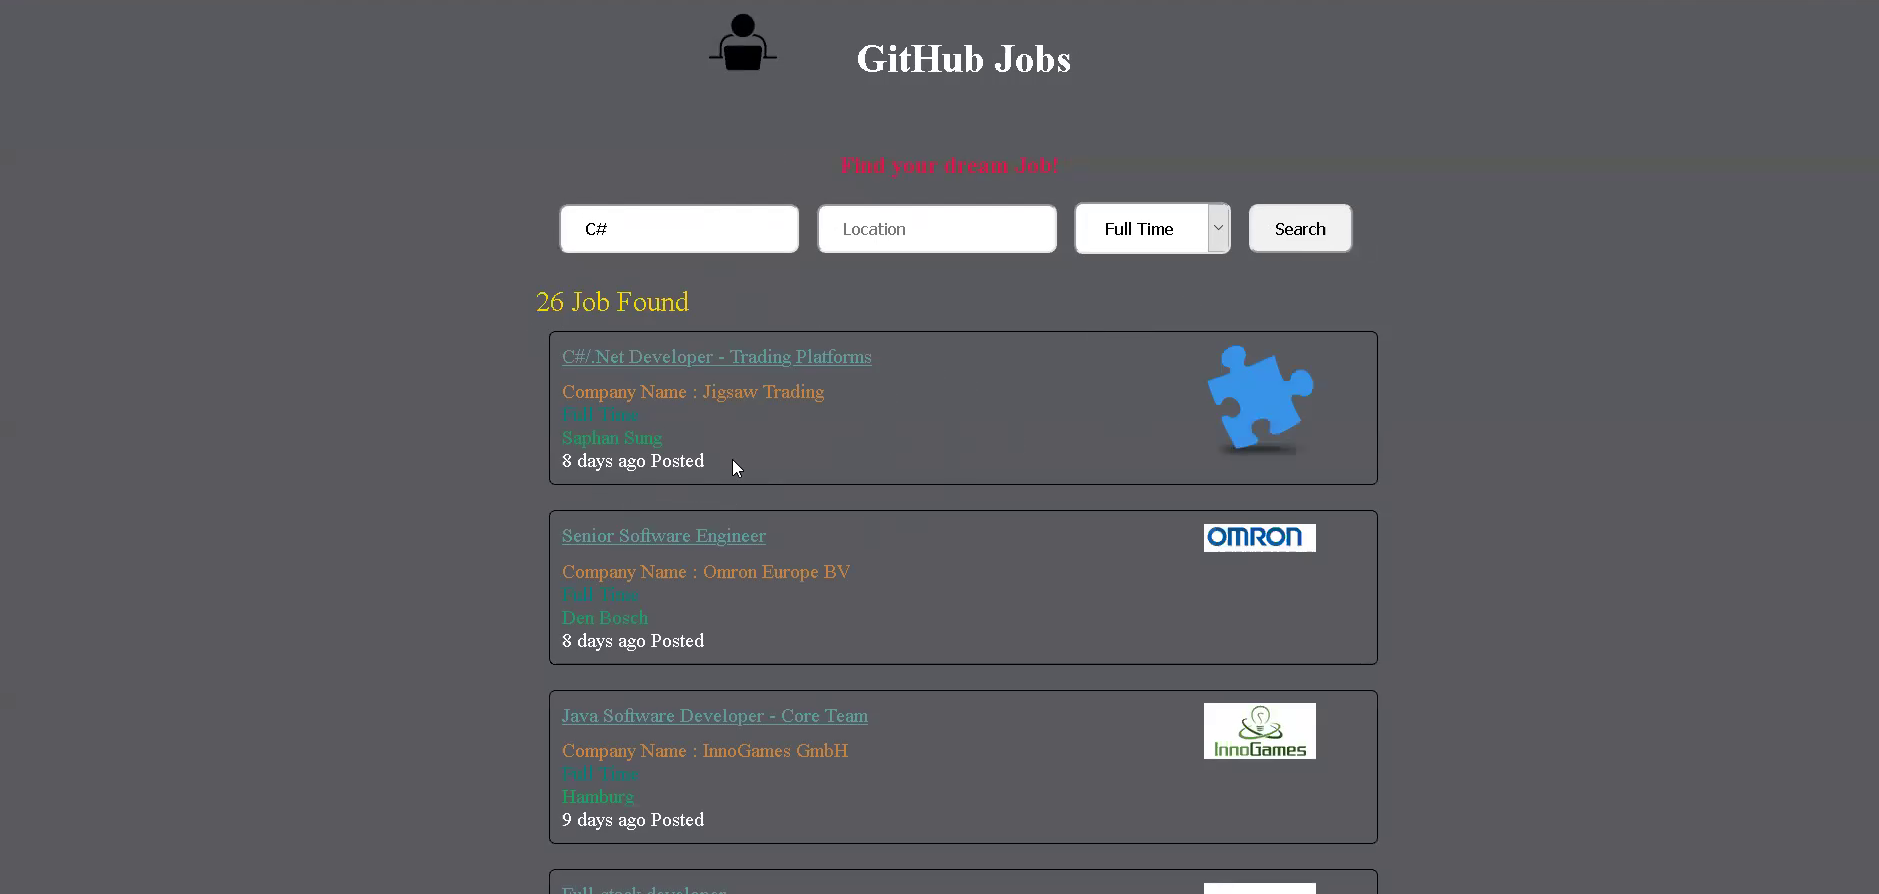 GitHub Jobs
Find your dream Job!
C#
Location
Full Time
Search
26 Job Found
C#/.Net Developer - Trading Platforms
Company Name : Jigsaw Trading
Full Time
Saphan Sung
8 days ago Posted
Senior Software Engineer
OMRON
Company Name : Omron Europe BV
Full Time
Den Bosch
8 days ago Posted
Java Software Developer - Core Team
InnoGames
Company Name : InnoGames GmbH
Full Time
Hamburg
9 days ago Posted
Full-stack developer